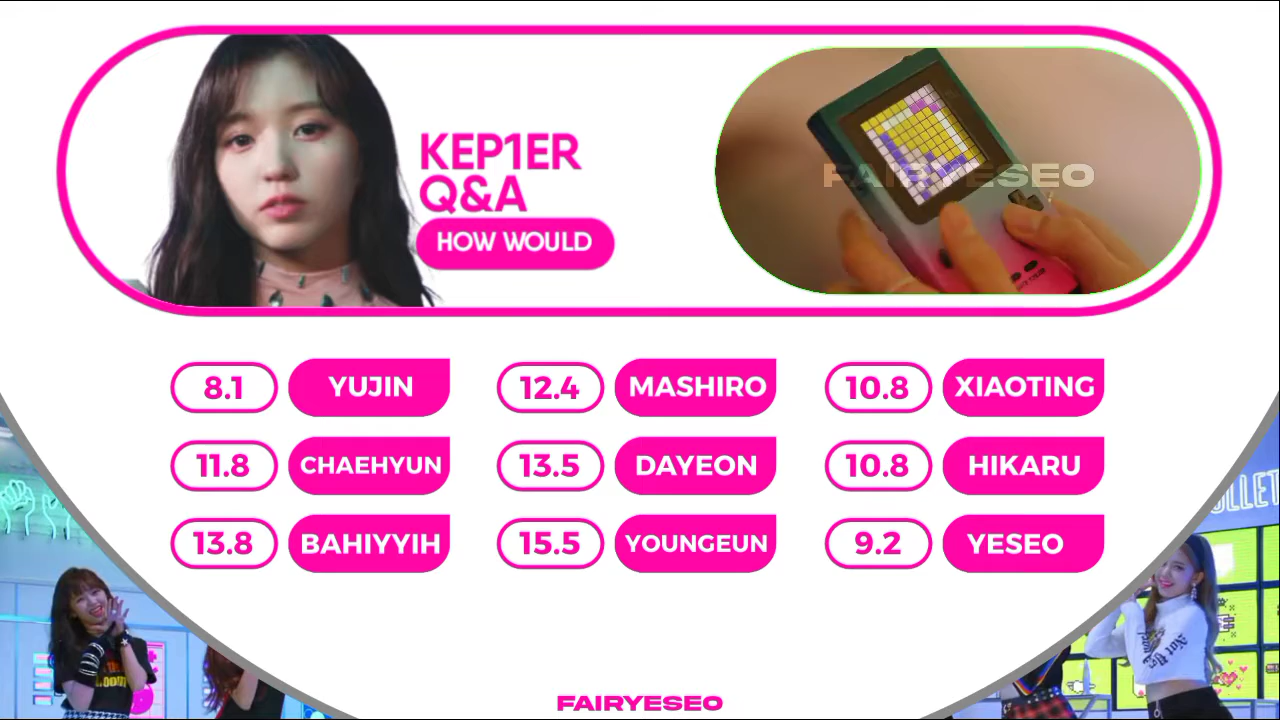 KEP1ER
Q&A
HOW WOULD
FAIRYESEO
8.1 YUJIN
12.4 MASHIRO
10.8 XIAOTING
11.8 CHAEHYUN
13.5 DAYEON
10.8 HIKARU
13.8 BAHIYYIH
15.5 YOUNGEUN
9.2 YESEO
FAIRYESEO